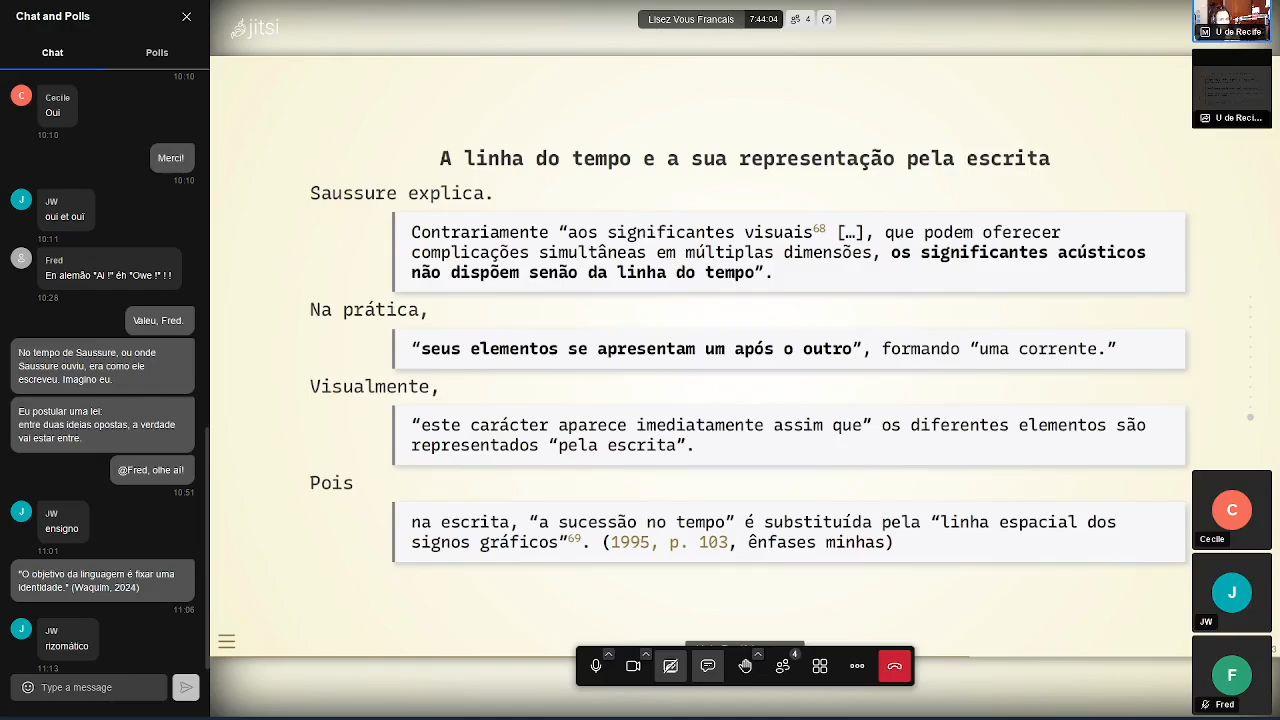 Chat and Polls
Chat
Polls
10:10
C
Cecile
Oui
10:10
Merci!
10:10
J
JW
oui et ouï
10:11
Fred
En alemão "A !" éh "Owe !" ! !
10:28
Valeu, Fred.
No tempo de Saussure, ou onde
Saussure ouviu, era como ele
escreveu. Imagino eu.
Eu postular uma lei:
entre duas ideias opostas, a verdade
vai estar entre.
@Fred, olhe aí!
10:51
J
JW
ensigno
11:01
"O objetivo da linguagem é fixar uma
identidade." (Waquim, 2024)
11:06
J
JW
rizomático
11:13
Type a message
jitsi
Lisez Vous Francais
7:44:04
4
A linha do tempo e a sua representação pela escrita
Saussure explica.
Contrariamente “aos significantes visuais68 […], que podem oferecer
complicações simultâneas em múltiplas dimensões, os significantes acústicos
não dispõem senão da linha do tempo”.
Na prática,
“seus elementos se apresentam um após o outro”, formando “uma corrente.”
Visualmente,
“este carácter aparece imediatamente assim que” os diferentes elementos são
representados “pela escrita”.
Pois
na escrita, “a sucessão no tempo” é substituída pela “linha espacial dos
signos gráficos”69. (1995, p. 103, ênfases minhas)
4
M
U de Recife
U de Reci...
C
Cecile
J
JW
F
Fred